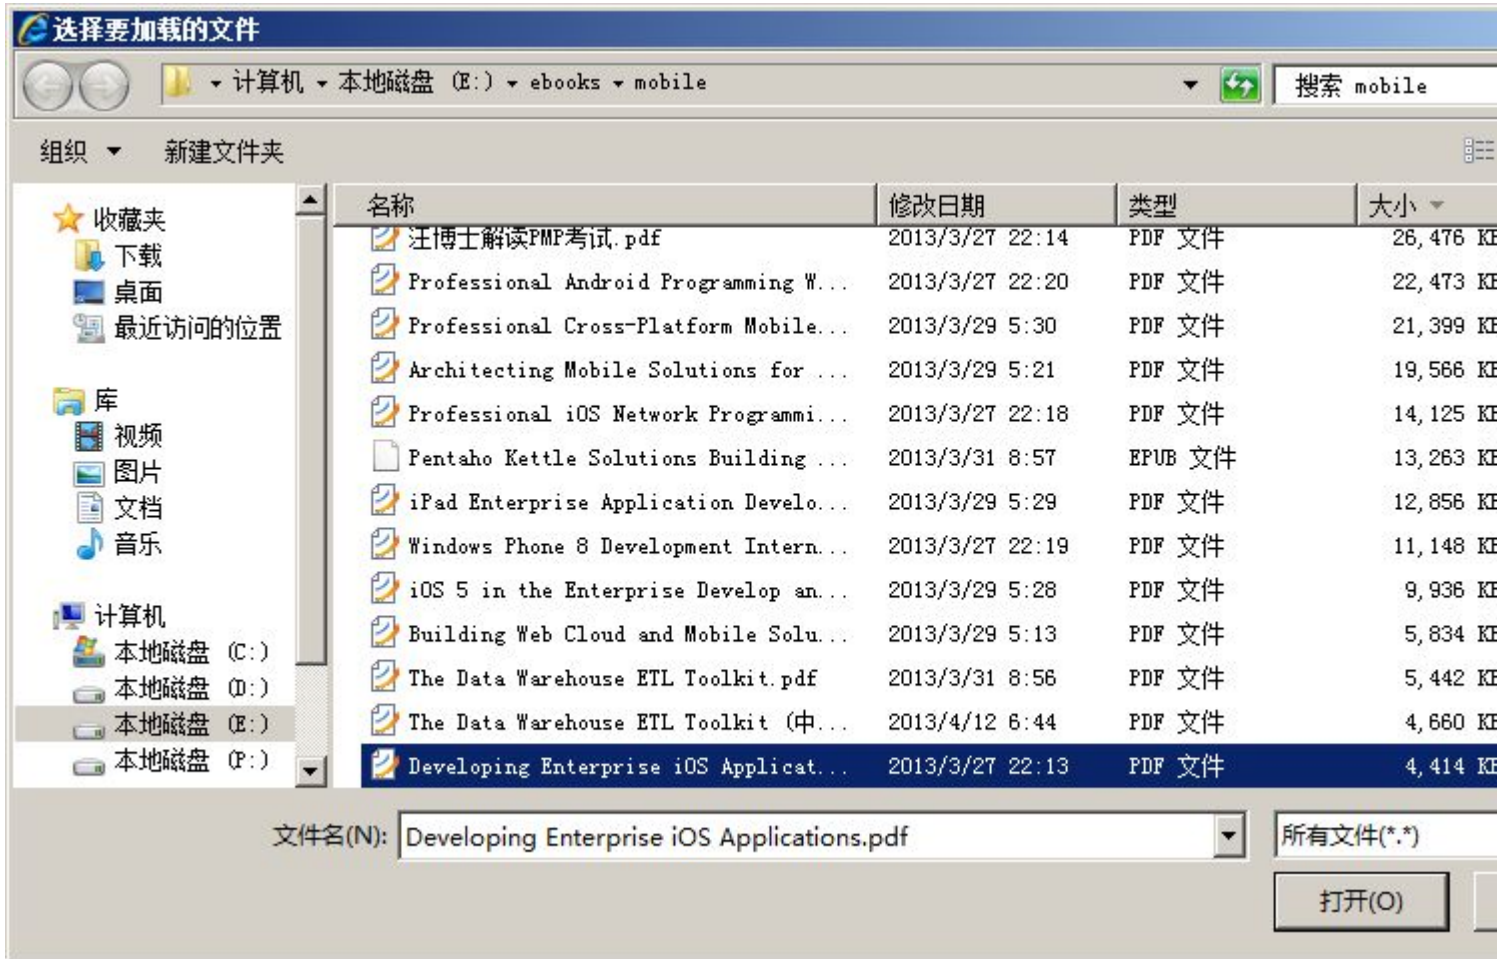 选择要加载的文件
计算机 本地磁盘 (E:) ebooks mobile 搜索 mobile
组织 新建文件夹
收藏夹
下载
桌面
最近访问的位置
库
视频
图片
文档
音乐
计算机
本地磁盘 (C:)
本地磁盘 (D:)
本地磁盘 (E:)
本地磁盘 (P:)
名称 修改日期 类型 大小
汪博士解读PMP考试.pdf 2013/3/27 22:14 PDF 文件 26,476 KB
Professional Android Programming W... 2013/3/27 22:20 PDF 文件 22,473 KB
Professional Cross-Platform Mobile... 2013/3/29 5:30 PDF 文件 21,399 KB
Architecting Mobile Solutions for ... 2013/3/29 5:21 PDF 文件 19,566 KB
Professional iOS Network Programmi... 2013/3/27 22:18 PDF 文件 14,125 KB
Pentaho Kettle Solutions Building ... 2013/3/31 8:57 EPUB 文件 13,263 KB
iPad Enterprise Application Develo... 2013/3/29 5:29 PDF 文件 12,856 KB
Windows Phone 8 Development Intern... 2013/3/27 22:19 PDF 文件 11,148 KB
iOS 5 in the Enterprise Develop an... 2013/3/29 5:28 PDF 文件 9,936 KB
Building Web Cloud and Mobile Solu... 2013/3/29 5:13 PDF 文件 5,834 KB
The Data Warehouse ETL Toolkit.pdf 2013/3/31 8:56 PDF 文件 5,442 KB
The Data Warehouse ETL Toolkit (中... 2013/4/12 6:44 PDF 文件 4,660 KB
Developing Enterprise iOS Applicat... 2013/3/27 22:13 PDF 文件 4,414 KB
文件名(N): Developing Enterprise iOS Applications.pdf 所有文件(*.*)
打开(O)